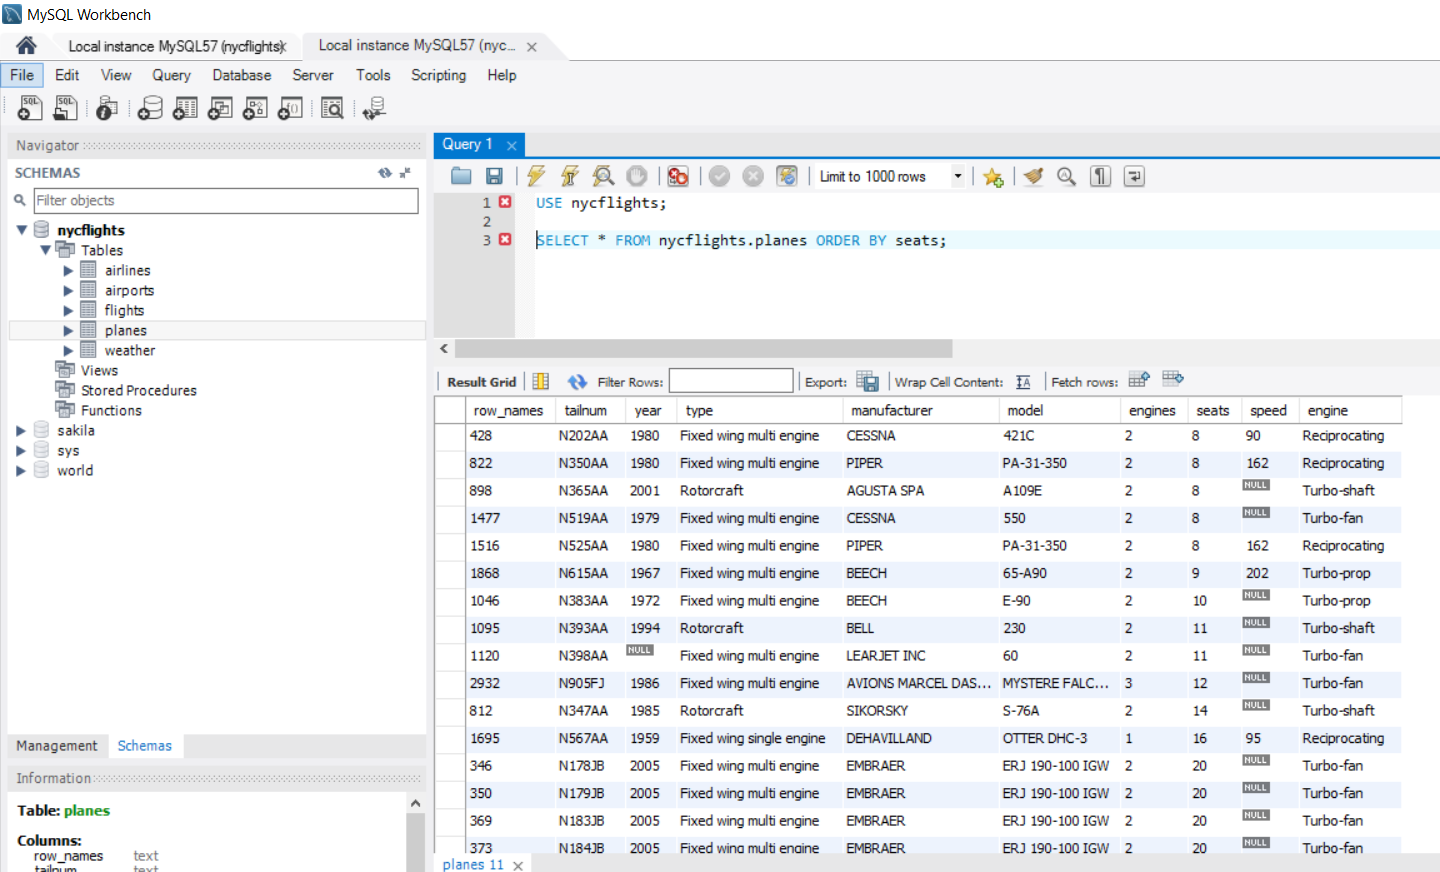 MySQL Workbench
Local instance MySQL57 (nycflights)
Local instance MySQL57 (nyc...
File Edit View Query Database Server Tools Scripting Help
SQL SQL
Navigator
SCHEMAS
Filter objects
nycflights
Tables
airlines
airports
flights
planes
weather
Views
Stored Procedures
Functions
sakila
sys
world
Management Schemas
Information
Table: planes
Columns:
row_names text
tailnum text
Query 1
Limit to 1000 rows
1 USE nycflights;
2
3 SELECT * FROM nycflights.planes ORDER BY seats;
Result Grid Filter Rows: Export: Wrap Cell Content: Fetch rows:
row_names tailnum year type manufacturer model engines seats speed engine
428 N202AA 1980 Fixed wing multi engine CESSNA 421C 2 8 90 Reciprocating
822 N350AA 1980 Fixed wing multi engine PIPER PA-31-350 2 8 162 Reciprocating
898 N365AA 2001 Rotorcraft AGUSTA SPA A109E 2 8 NULL Turbo-shaft
1477 N519AA 1979 Fixed wing multi engine CESSNA 550 2 8 NULL Turbo-fan
1516 N525AA 1980 Fixed wing multi engine PIPER PA-31-350 2 8 162 Reciprocating
1868 N615AA 1967 Fixed wing multi engine BEECH 65-A90 2 9 202 Turbo-prop
1046 N383AA 1972 Fixed wing multi engine BEECH E-90 2 10 NULL Turbo-prop
1095 N393AA 1994 Rotorcraft BELL 230 2 11 NULL Turbo-shaft
1120 N398AA NULL Fixed wing multi engine LEARJET INC 60 2 11 NULL Turbo-fan
2932 N905FJ 1986 Fixed wing multi engine AVIONS MARCEL DAS... MYSTERE FALC... 3 12 NULL Turbo-fan
812 N347AA 1985 Rotorcraft SIKORSKY S-76A 2 14 NULL Turbo-shaft
1695 N567AA 1959 Fixed wing single engine DEHAVILLAND OTTER DHC-3 1 16 95 Reciprocating
346 N178JB 2005 Fixed wing multi engine EMBRAER ERJ 190-100 IGW 2 20 NULL Turbo-fan
350 N179JB 2005 Fixed wing multi engine EMBRAER ERJ 190-100 IGW 2 20 NULL Turbo-fan
369 N183JB 2005 Fixed wing multi engine EMBRAER ERJ 190-100 IGW 2 20 NULL Turbo-fan
373 N184JB 2005 Fixed wing multi engine EMBRAER ERJ 190-100 IGW 2 20 NULL Turbo-fan
planes 11